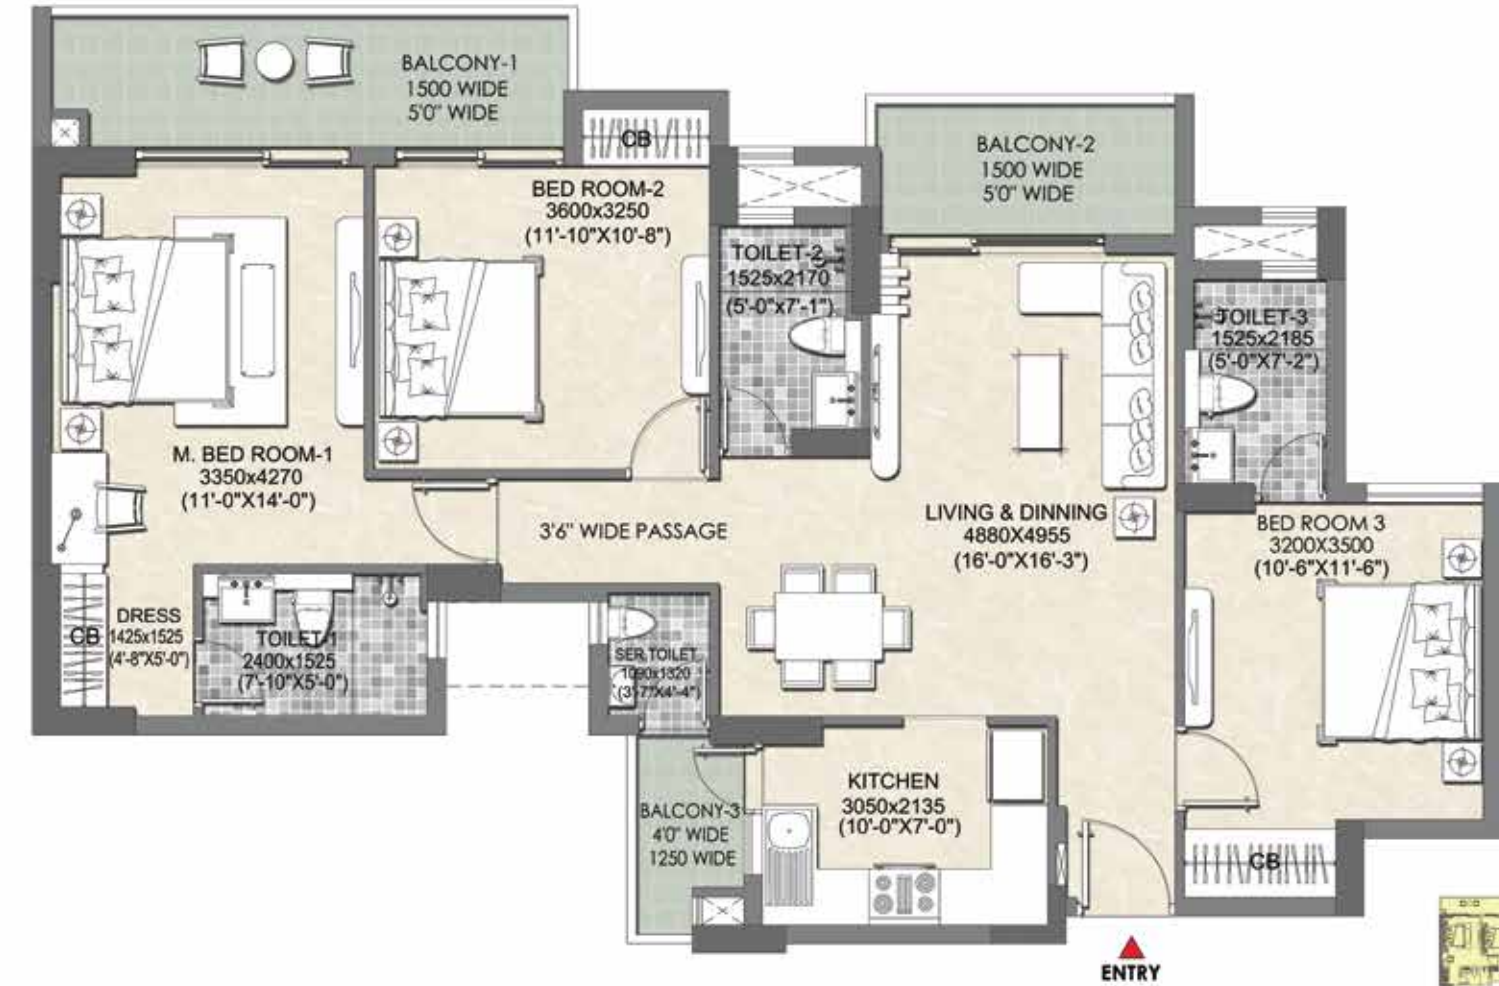 BALCONY-1
1500 WIDE
5'0" WIDE
CB
BALCONY-2
1500 WIDE
5'0" WIDE
BED ROOM-2
3600x3250
(11'-10"X10'-8")
TOILET-2
1525x2170
(5'-0"x7'-1")
TOILET-3
1525x2185
(5'-0"X7'-2")
M. BED ROOM-1
3350x4270
(11'-0"X14'-0")
3'6" WIDE PASSAGE
LIVING & DINNING
4880X4955
(16'-0"X16'-3")
BED ROOM 3
3200X3500
(10'-6"X11'-6")
DRESS
1425x1525
(4'-8"X5'-0")
CB
TOILET-1
2400x1525
(7'-10"X5'-0")
SER.TOILET
1090x1320
(3'-7"X4'-4")
KITCHEN
3050x2135
(10'-0"X7'-0")
BALCONY-3
4'0" WIDE
1250 WIDE
CB
ENTRY